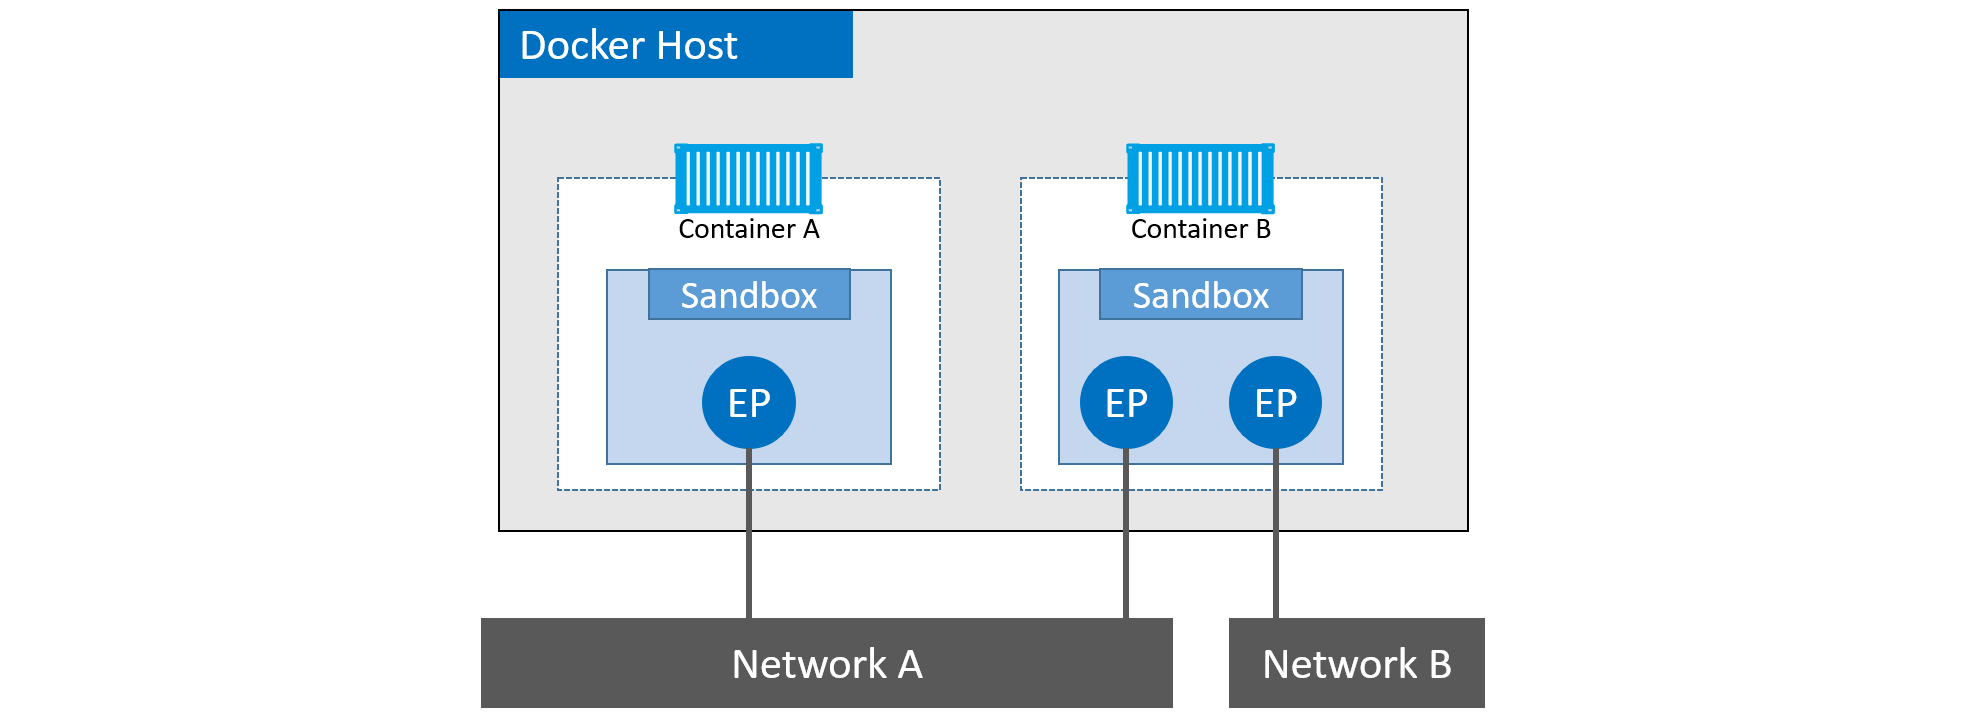 Docker Host
Container A
Container B
Sandbox
Sandbox
EP
EP
EP
Network A
Network B